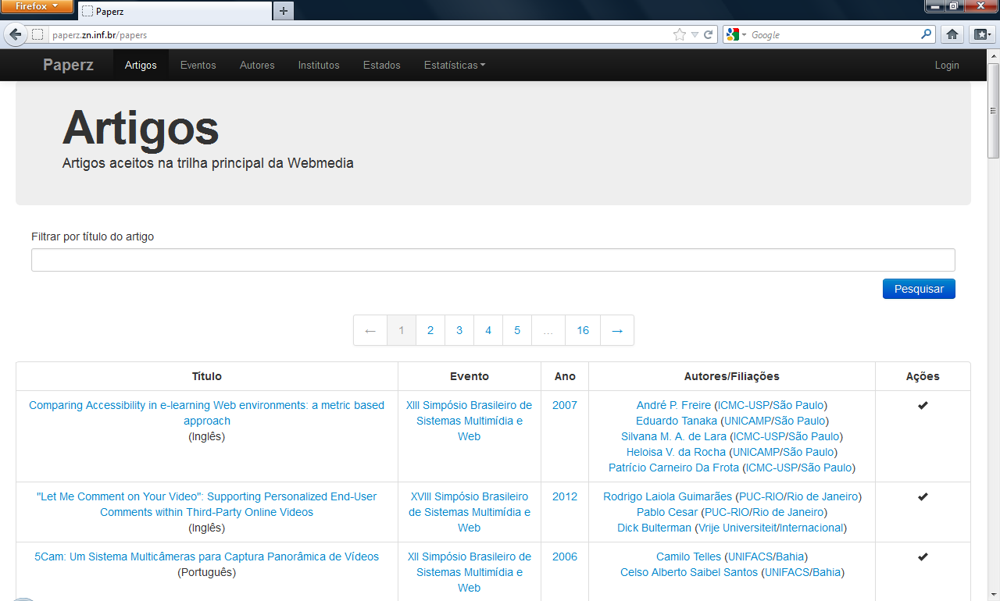 Firefox
Paperz
paperz.zn.inf.br/papers
Google
Paperz Artigos Eventos Autores Institutos Estados Estatísticas Login
Artigos
Artigos aceitos na trilha principal da Webmedia
Filtrar por título do artigo
Pesquisar
← 1 2 3 4 5 ... 16 →
Título Evento Ano Autores/Filiações Ações
Comparing Accessibility in e-learning Web environments: a metric based
approach
(Inglês)
XIII Simpósio Brasileiro de
Sistemas Multimídia e
Web
2007
André P. Freire (ICMC-USP/São Paulo)
Eduardo Tanaka (UNICAMP/São Paulo)
Silvana M. A. de Lara (ICMC-USP/São Paulo)
Heloisa V. da Rocha (UNICAMP/São Paulo)
Patrício Carneiro Da Frota (ICMC-USP/São Paulo)
"Let Me Comment on Your Video": Supporting Personalized End-User
Comments within Third-Party Online Videos
(Inglês)
XVIII Simpósio Brasileiro
de Sistemas Multimídia e
Web
2012
Rodrigo Laiola Guimarães (PUC-RIO/Rio de Janeiro)
Pablo Cesar (PUC-RIO/Rio de Janeiro)
Dick Bulterman (Vrije Universiteit/Internacional)
5Cam: Um Sistema Multicâmeras para Captura Panorâmica de Vídeos
(Português)
XII Simpósio Brasileiro de
Sistemas Multimídia e
Web
2006
Camilo Telles (UNIFACS/Bahia)
Celso Alberto Saibel Santos (UNIFACS/Bahia)